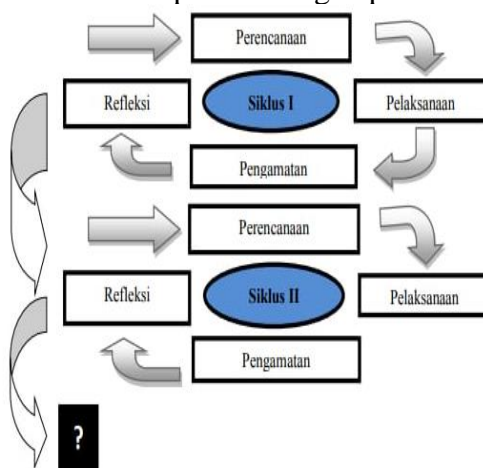 Perencanaan
Refleksi
Siklus I
Pelaksanaan
Pengamatan
Perencanaan
Refleksi
Siklus II
Pelaksanaan
Pengamatan
?